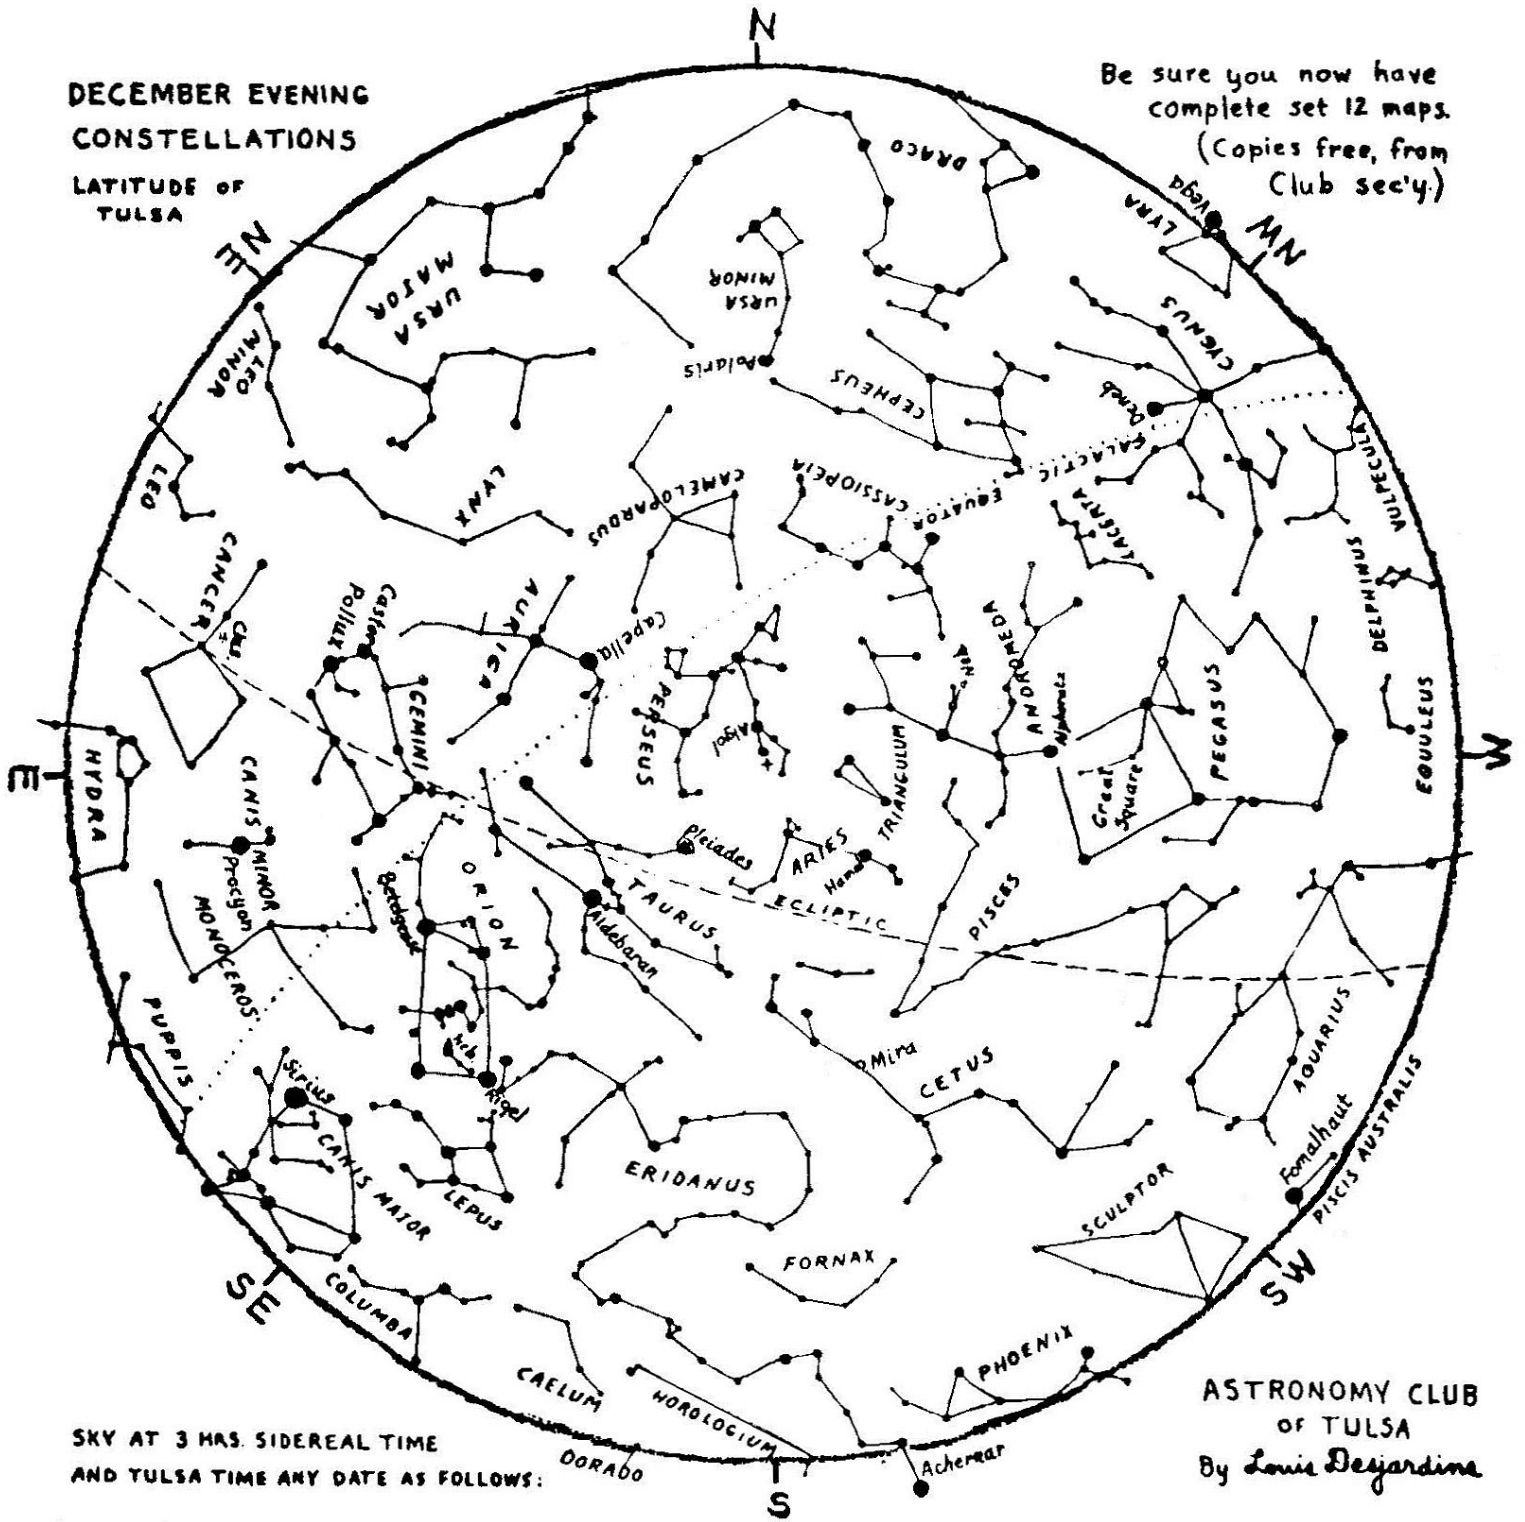 N
DECEMBER EVENING
CONSTELLATIONS
LATITUDE OF
TULSA
Be sure you now have
complete set 12 maps.
(Copies free, from
Club sec'y.)
NE
NW
DRACO
LYRA
Vega
URSA
MAJOR
URSA
MINOR
Polaris
CYGNUS
Deneb
CEPHEUS
LEO
MINOR
LEO
LYNX
CAMELOPARDUS
CASSIOPEIA
GALACTIC
EQUATOR
LACERTA
VULPECULA
DELPHINUS
CANCER
Castor
Pollux
AURIGA
Capella
GEMINI
PERSEUS
Algol
ANDROMEDA
Alpheratz
TRIANGULUM
PEGASUS
Great
Square
EQUULEUS
E
W
HYDRA
CANIS
MINOR
Procyon
MONOCEROS
ORION
Betelgeuse
Rigel
Pleiades
TAURUS
Aldebaran
ARIES
Hamal
ECLIPTIC
PISCES
PUPPIS
Sirius
CANIS MAJOR
LEPUS
Mira
CETUS
AQUARIUS
ERIDANUS
Fomalhaut
PISCIS AUSTRALIS
SCULPTOR
FORNAX
SE
SW
COLUMBA
CAELUM
HOROLOGIUM
PHOENIX
DORADO
Achernar
S
SKY AT 3 HRS. SIDEREAL TIME
AND TULSA TIME ANY DATE AS FOLLOWS:
ASTRONOMY CLUB
OF TULSA
By Louis Desjardins